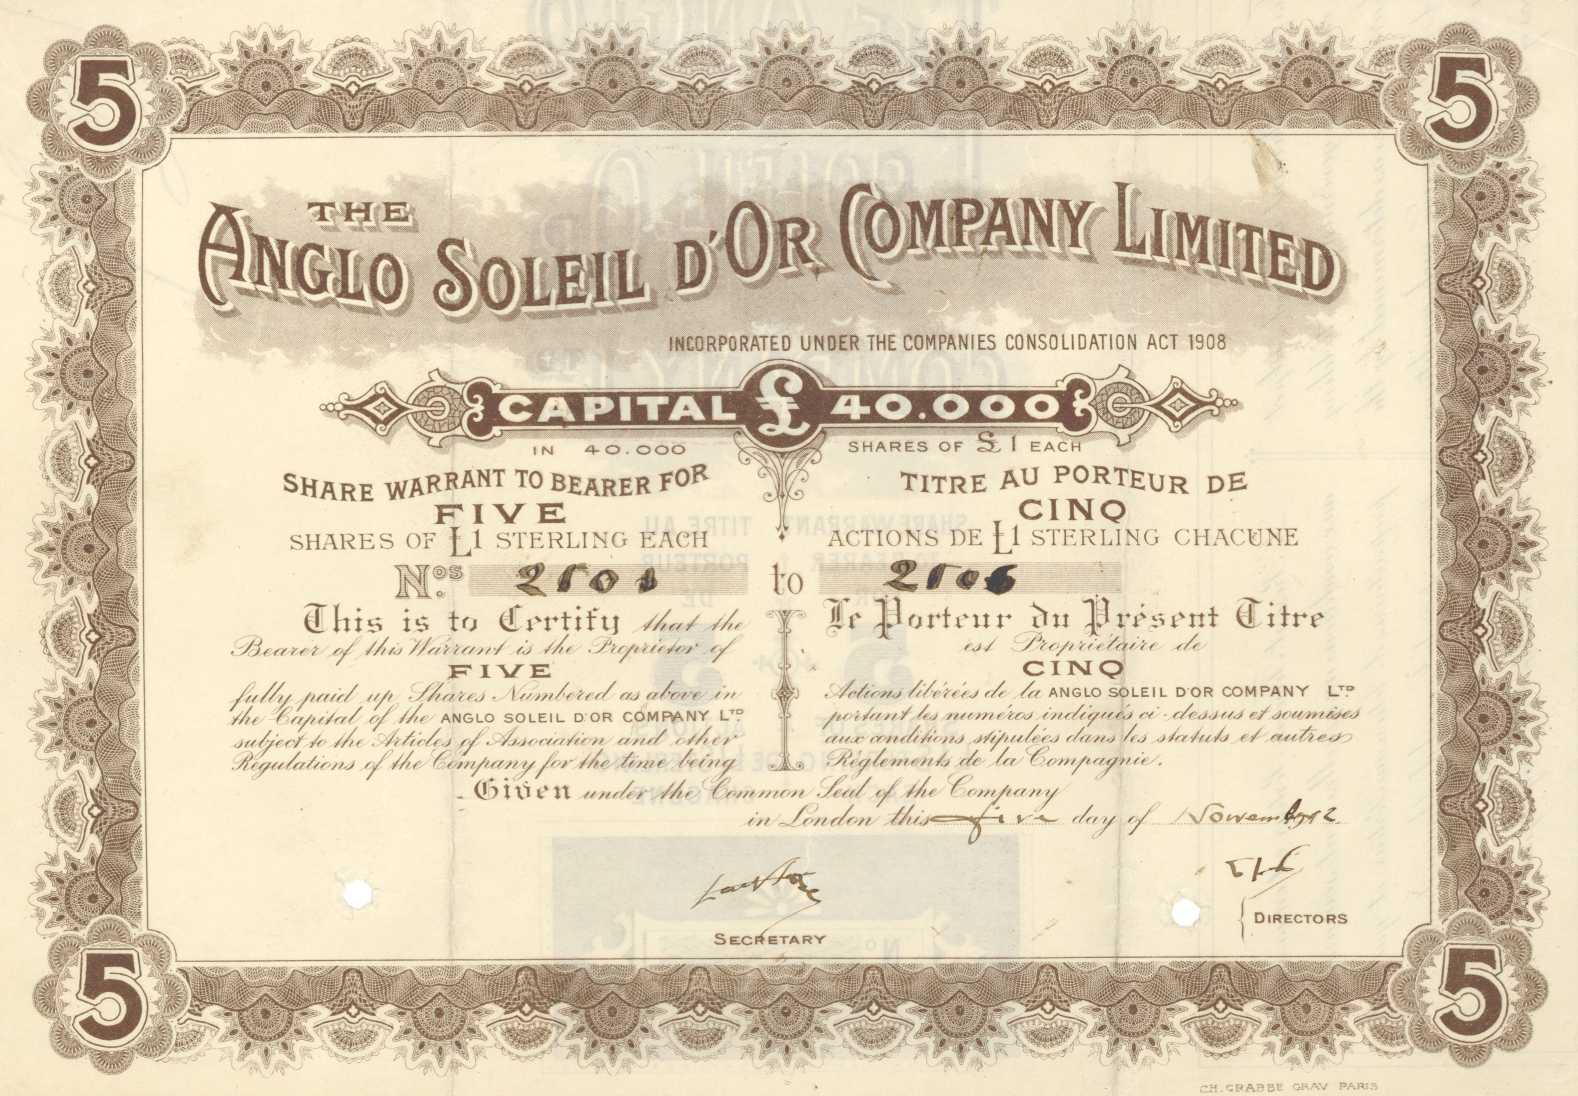 5 5
THE
ANGLO SOLEIL D'OR COMPANY LIMITED
INCORPORATED UNDER THE COMPANIES CONSOLIDATION ACT 1908
CAPITAL £ 40.000
IN 40.000 SHARES OF £1 EACH
SHARE WARRANT TO BEARER FOR
FIVE
SHARES OF £1 STERLING EACH
TITRE AU PORTEUR DE
CINQ
ACTIONS DE £1 STERLING CHACUNE
Nos. to
This is to Certify that the
Bearer of this Warrant is the Proprietor of
FIVE
fully paid up Shares Numbered as above in
the Capital of the ANGLO SOLEIL D'OR COMPANY LTD.
subject to the Articles of Association and other
Regulations of the Company for the time being
Le Porteur du Présent Titre
est Propriétaire de
CINQ
Actions libérées de la ANGLO SOLEIL D'OR COMPANY LTD
portant les numéros indiqués ci-dessus et soumises
aux conditions stipulées dans les statuts et autres
Réglements de la Compagnie.
Given under the Common Seal of the Company
in London this five day of November 1912
SECRETARY
DIRECTORS
5 5
CH. GRABBE GRAV PARIS